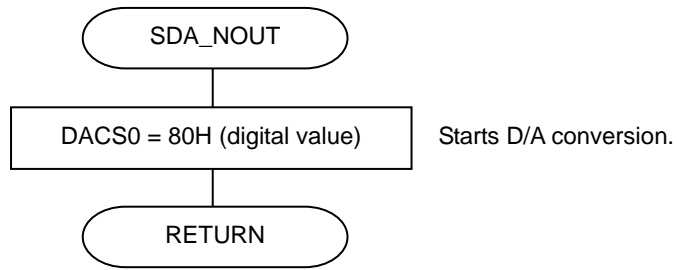 SDA_NOUT
DACS0 = 80H (digital value)
Starts D/A conversion.
RETURN